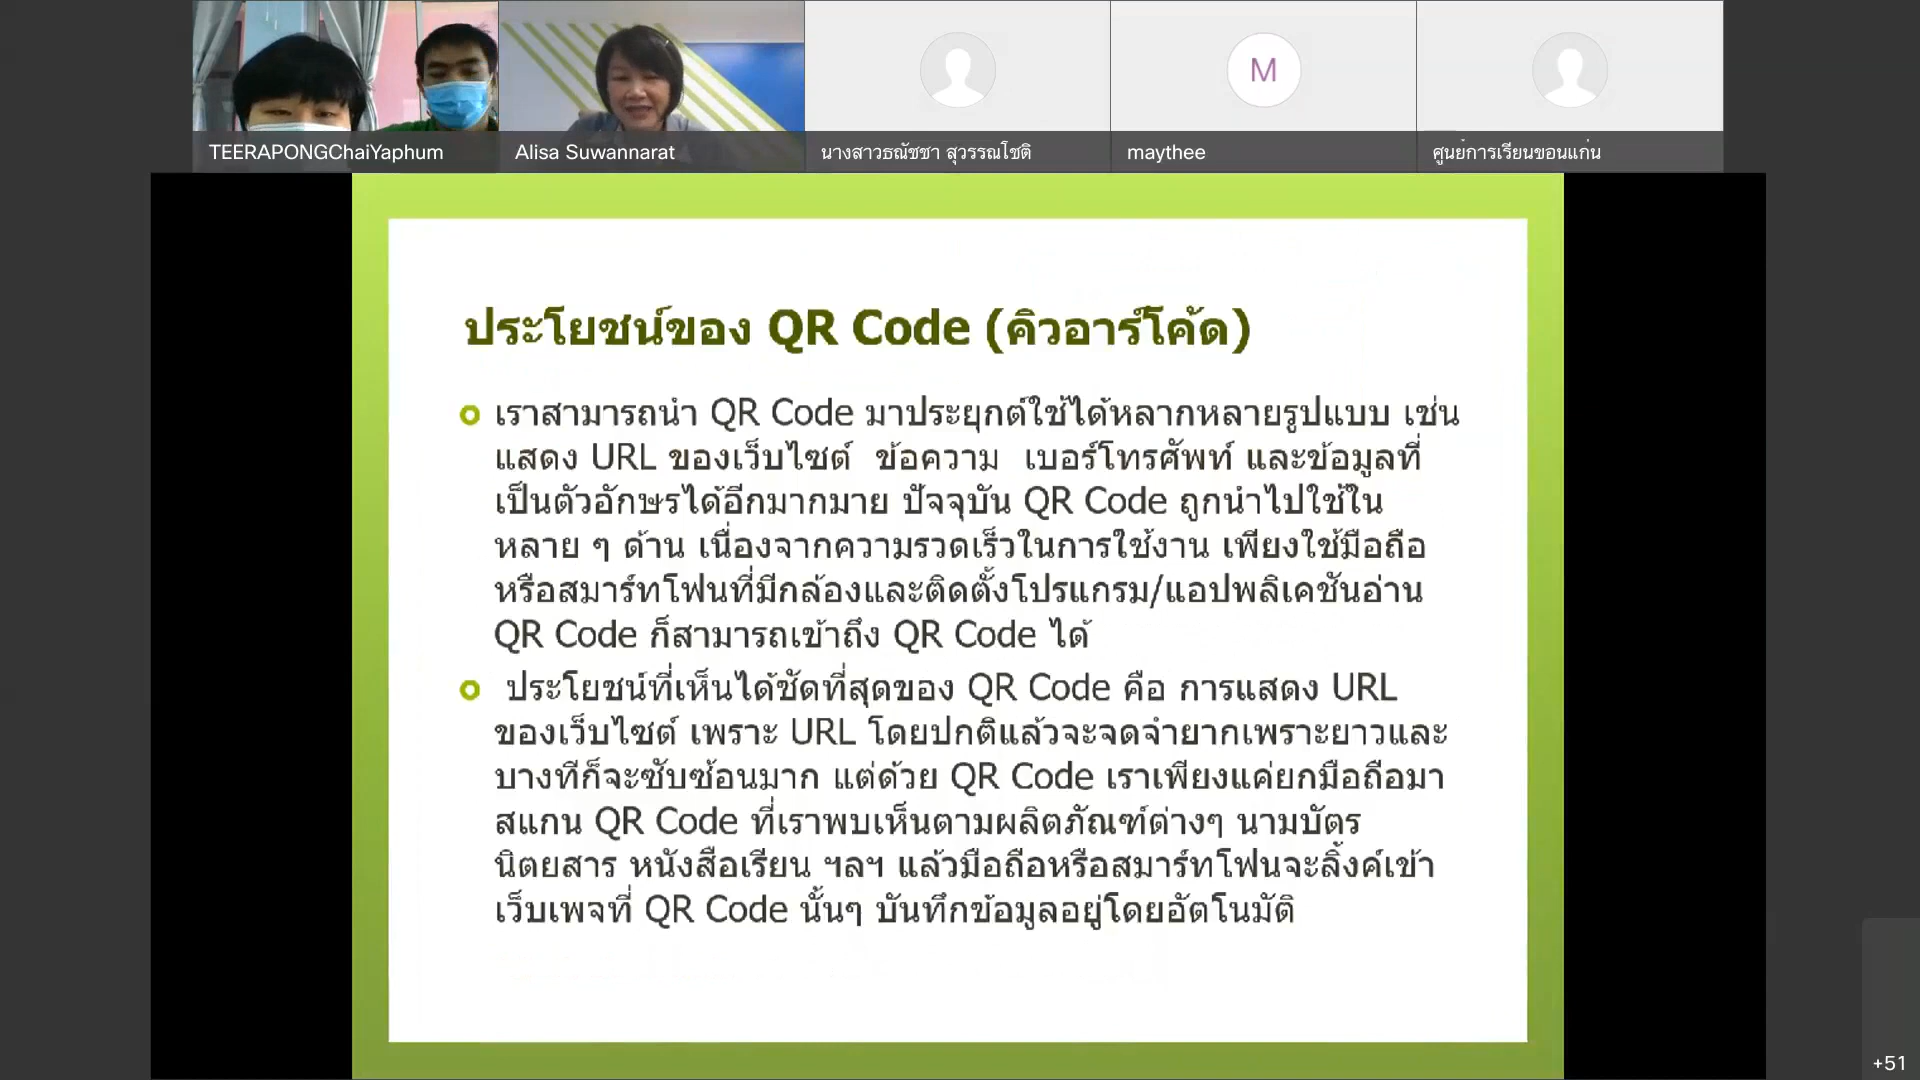 TEERAPONGChaiYaphum
Alisa Suwannarat
นางสาวธณัชชา สุวรรณโชติ
M
maythee
ศูนย์การเรียนขอนแก่น
ประโยชน์ของ QR Code (คิวอาร์โค้ด)
เราสามารถนำ QR Code มาประยุกต์ใช้ได้หลากหลายรูปแบบ เช่น
แสดง URL ของเว็บไซต์ ข้อความ เบอร์โทรศัพท์ และข้อมูลที่
เป็นตัวอักษรได้อีกมากมาย ปัจจุบัน QR Code ถูกนำไปใช้ใน
หลาย ๆ ด้าน เนื่องจากความรวดเร็วในการใช้งาน เพียงใช้มือถือ
หรือสมาร์ทโฟนที่มีกล้องและติดตั้งโปรแกรม/แอปพลิเคชันอ่าน
QR Code ก็สามารถเข้าถึง QR Code ได้
ประโยชน์ที่เห็นได้ชัดที่สุดของ QR Code คือ การแสดง URL
ของเว็บไซต์ เพราะ URL โดยปกติแล้วจะจดจำยากเพราะยาวและ
บางทีก็จะซับซ้อนมาก แต่ด้วย QR Code เราเพียงแค่ยกมือถือมา
สแกน QR Code ที่เราพบเห็นตามผลิตภัณฑ์ต่างๆ นามบัตร
นิตยสาร หนังสือเรียน ฯลฯ แล้วมือถือหรือสมาร์ทโฟนจะลิ้งค์เข้า
เว็บเพจที่ QR Code นั้นๆ บันทึกข้อมูลอยู่โดยอัตโนมัติ
+51